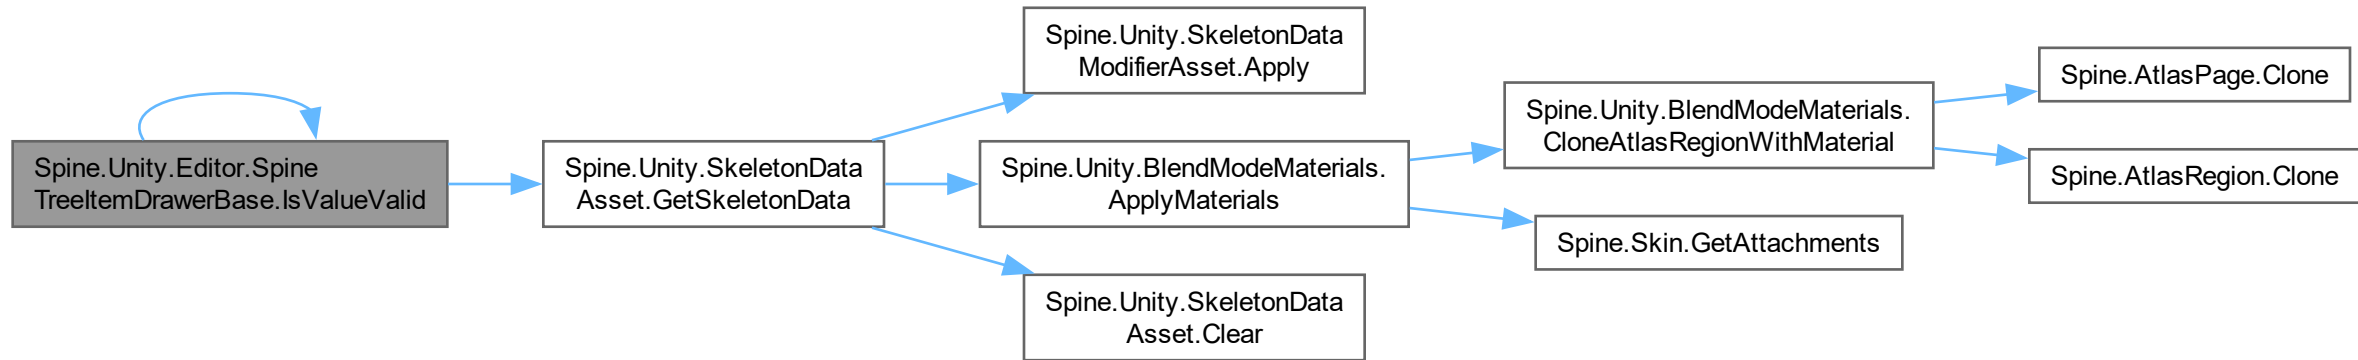 Spine.Unity.Editor.Spine
TreeItemDrawerBase.IsValueValid
Spine.Unity.SkeletonData
Asset.GetSkeletonData
Spine.Unity.SkeletonData
ModifierAsset.Apply
Spine.Unity.BlendModeMaterials.
ApplyMaterials
Spine.Unity.SkeletonData
Asset.Clear
Spine.Unity.BlendModeMaterials.
CloneAtlasRegionWithMaterial
Spine.Skin.GetAttachments
Spine.AtlasPage.Clone
Spine.AtlasRegion.Clone